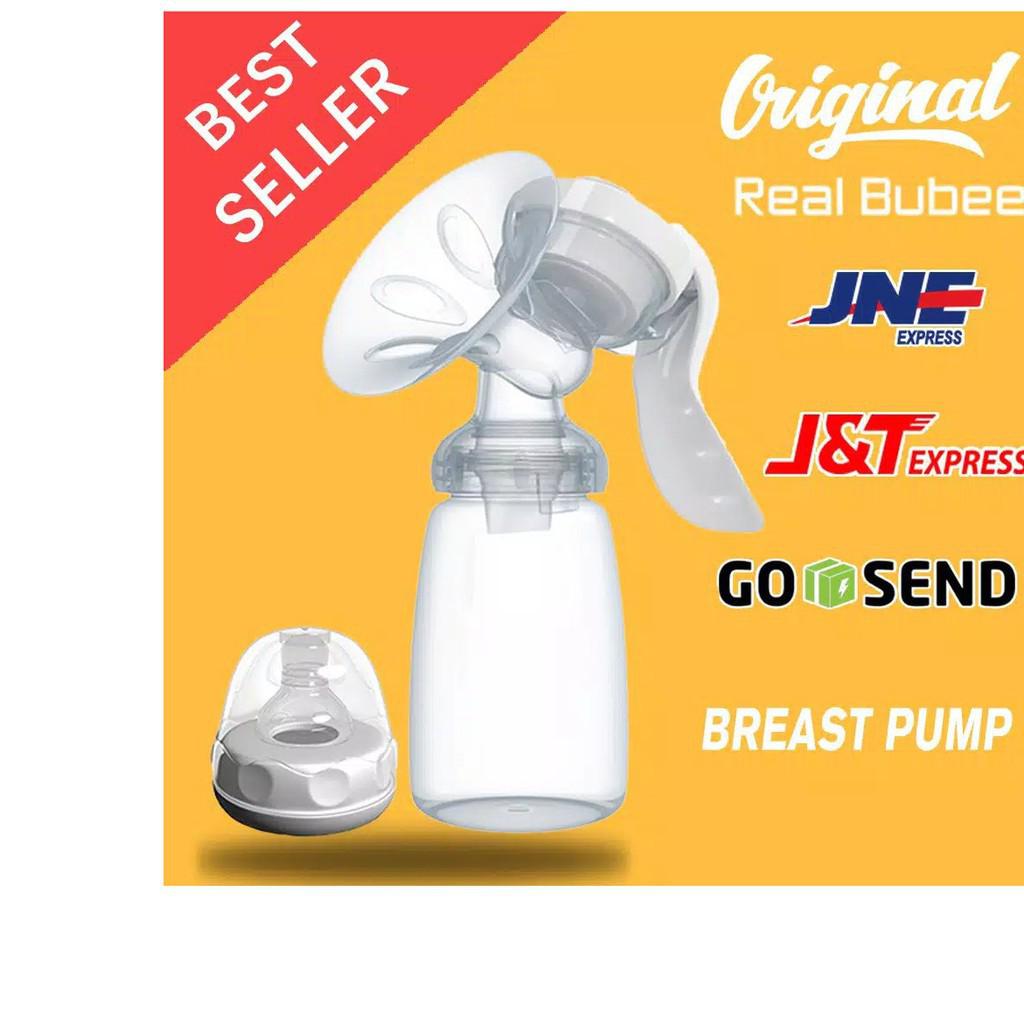 BEST
SELLER
Original
Real Bubee
JNE
EXPRESS
J&T EXPRESS
GO SEND
BREAST PUMP